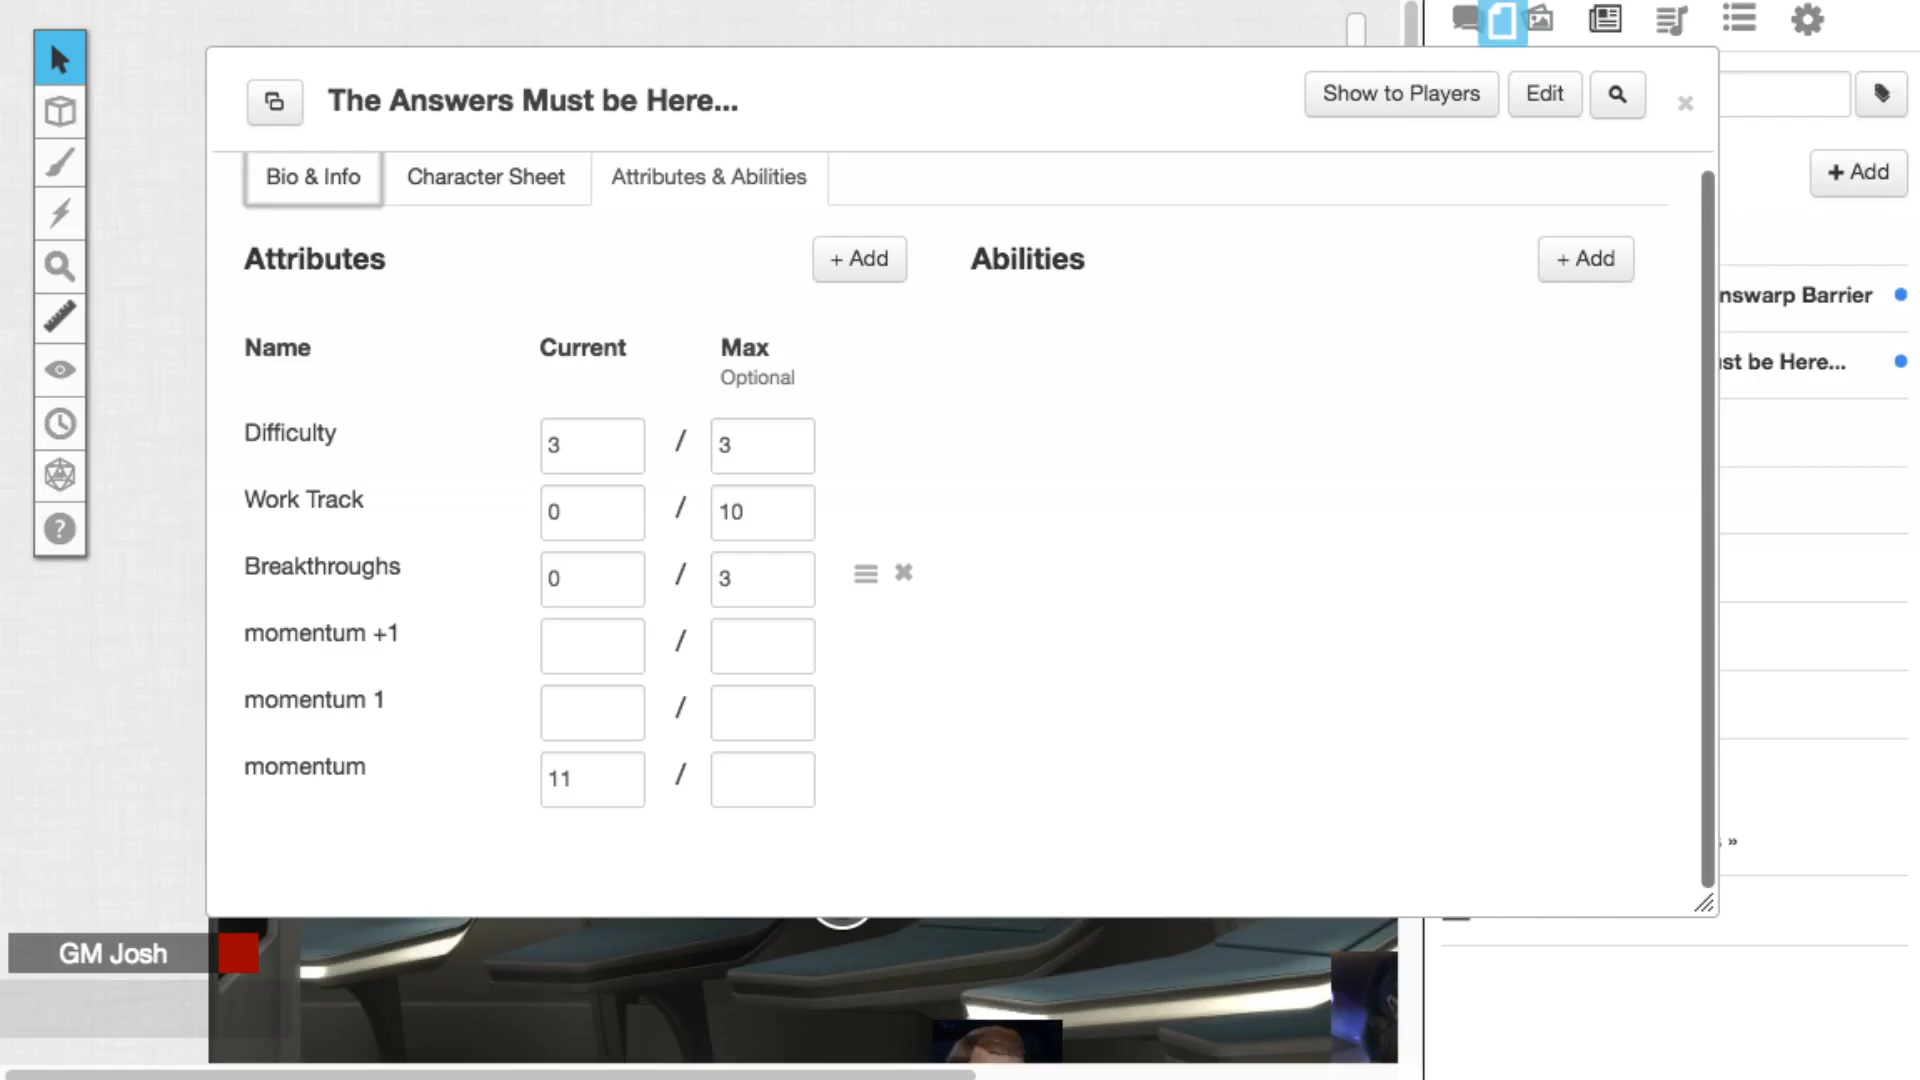 The Answers Must be Here...
Show to Players
Edit
Bio & Info
Character Sheet
Attributes & Abilities
+ Add
Attributes
+ Add
Abilities
+ Add
Name
Current
Max
Optional
nswarp Barrier
st be Here...
Difficulty
3 / 3
Work Track
0 / 10
Breakthroughs
0 / 3
momentum +1
/
momentum 1
/
momentum
11 /
»
GM Josh
?